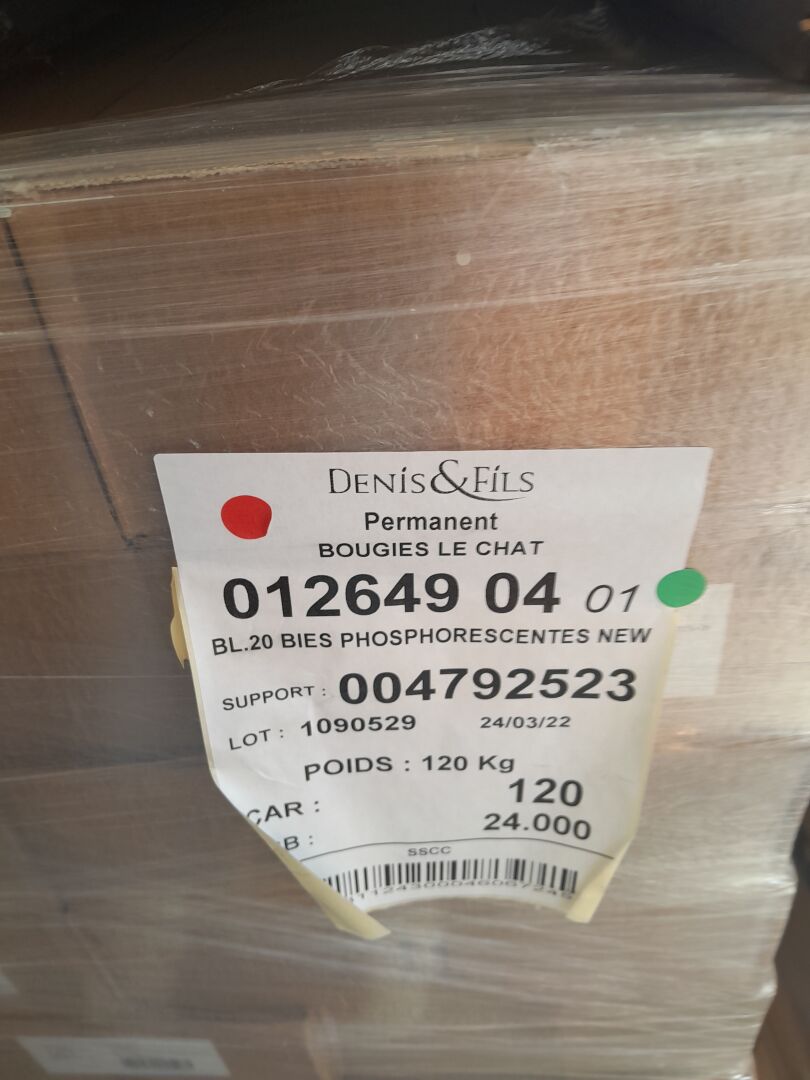 DENIS&FILS
Permanent
BOUGIES LE CHAT
012649 04 01
BL.20 BIES PHOSPHORESCENTES NEW
SUPPORT : 004792523
LOT : 1090529 24/03/22
POIDS : 120 Kg
CAR : 120
B : 24.000
SSCC